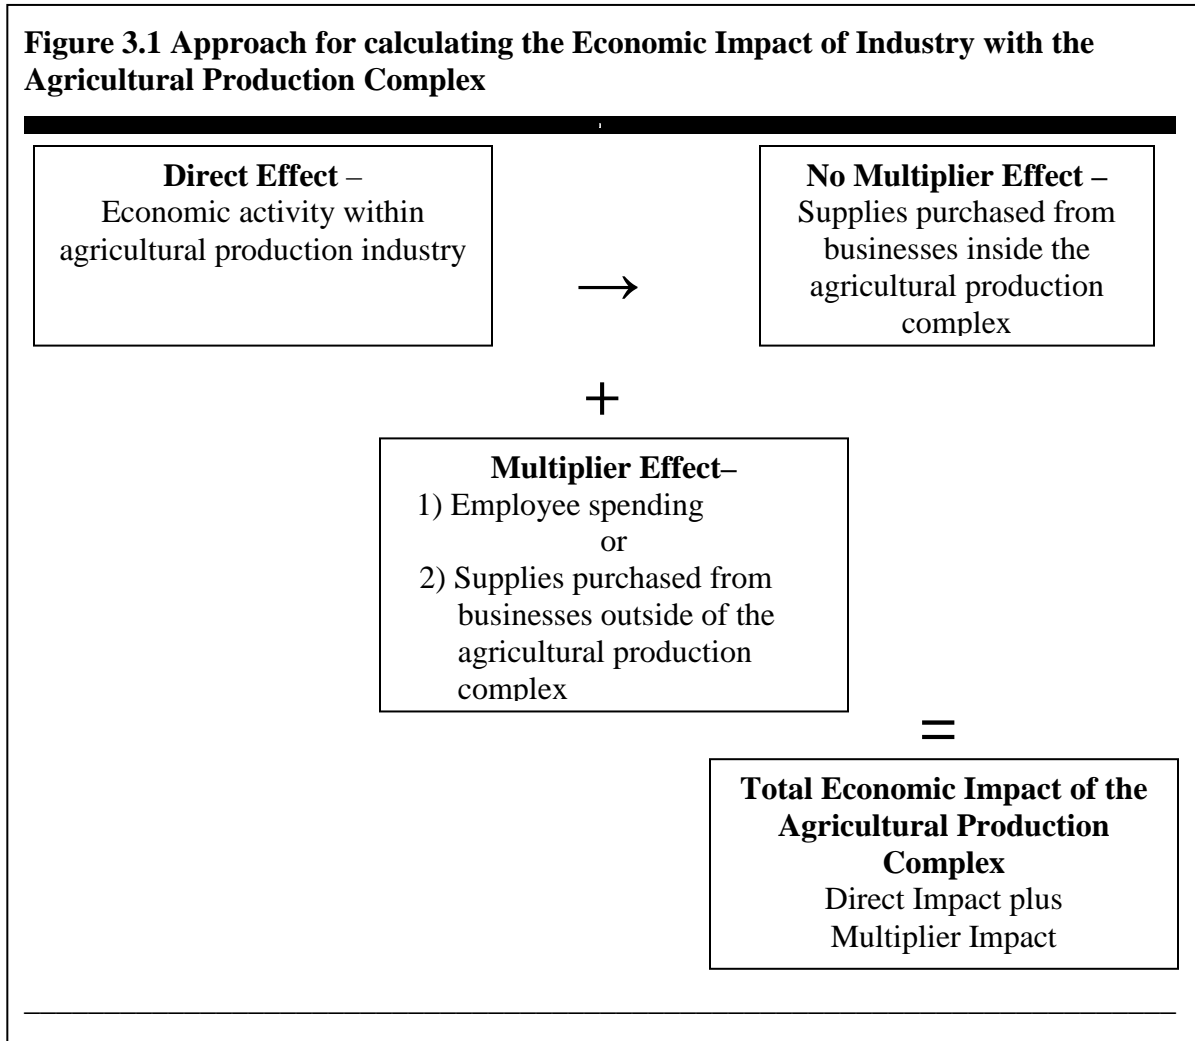 Figure 3.1 Approach for calculating the Economic Impact of Industry with the
Agricultural Production Complex
Direct Effect –
Economic activity within
agricultural production industry
→
No Multiplier Effect –
Supplies purchased from
businesses inside the
agricultural production
complex
+
Multiplier Effect–
1) Employee spending
or
2) Supplies purchased from
businesses outside of the
agricultural production
complex
=
Total Economic Impact of the
Agricultural Production
Complex
Direct Impact plus
Multiplier Impact